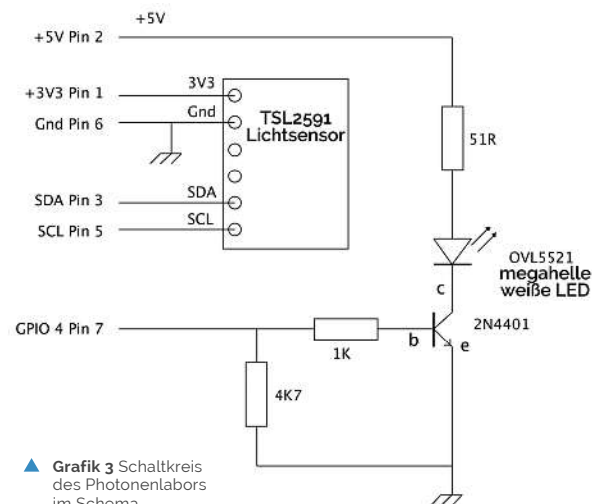 +5V
+5V Pin 2
+3V3 Pin 1
3V3
Gnd Pin 6
Gnd
TSL2591
Lichtsensor
51R
SDA Pin 3
SDA
SCL Pin 5
SCL
OVL5521
megahelle
weiße LED
c
2N4401
GPIO 4 Pin 7
b
e
1K
4K7
Grafik 3 Schaltkreis
des Photonenlabors
im Schema